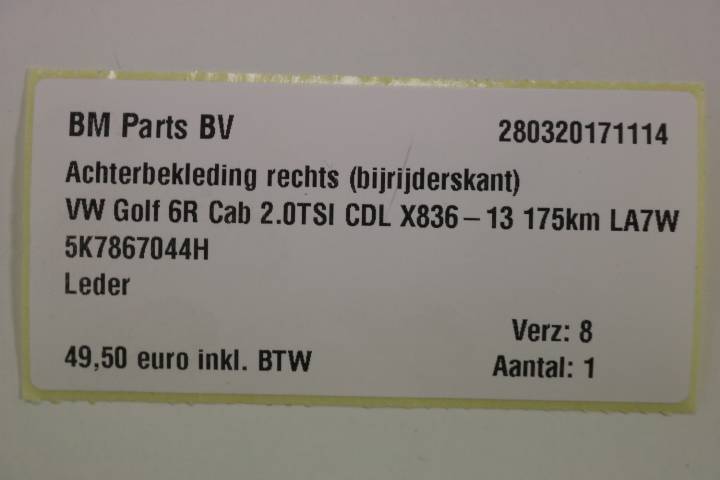 BM Parts BV 280320171114
Achterbekleding rechts (bijrijderskant)
VW Golf 6R Cab 2.0TSI CDL X836-13 175km LA7W
5K7867044H
Leder
Verz: 8
49,50 euro inkl. BTW Aantal: 1